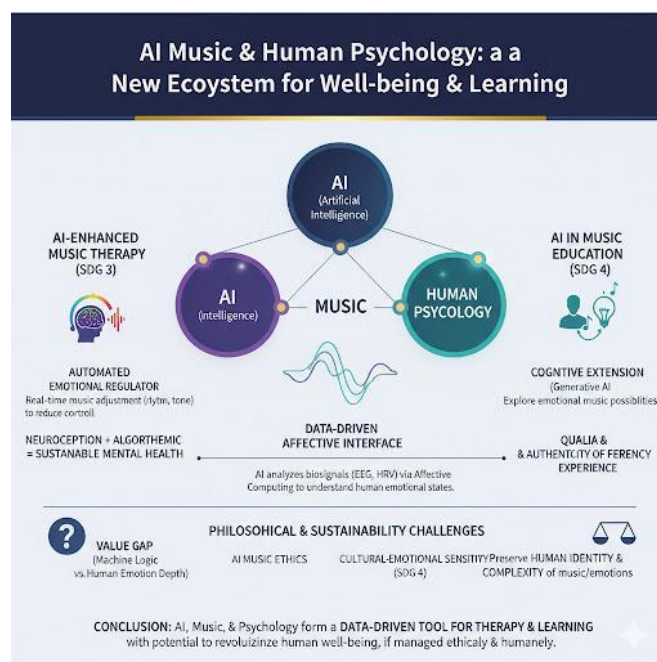 AI Music & Human Psychology: a a
New Ecosystem for Well-being & Learning
AI
(Artificial
Intelligence)
AI-ENHANCED
MUSIC THERAPY
(SDG 3)
AI
(Intelligence)
MUSIC
HUMAN
PSYCOLOGY
AI IN MUSIC
EDUCATION
(SDG 4)
AUTOMATED
EMOTIONAL REGULATOR
Real-time music adjustment (rlytm, tone)
to reduce cortroll
NEUROCEPTION + ALGORTHEMIC
= SUSTANABLE MENTAL HEALTH
DATA-DRIVEN
AFFECTIVE INTERFACE
AI analyzes biosignals (EEG, HRV) via Affective
Computing to understand human emotional states.
COGNTIVE EXTENSION
(Generative AI
Explore emotional music possiblities)
QUALIA &
& AUTHENTCITY OF FERENCY
EXPERIENCE
?
VALUE GAP
(Machine Logic
vs. Human Emotion Depth)
PHILOSOHICAL & SUSTAINABILITY CHALLENGES
AI MUSIC ETHICS
CULTURAL-EMOTIONAL SENSITIY
(SDG 4)
Preserve HUMAN IDENTITY &
COMPLEXITY of music/emotions
CONCLUSION: AI, Music, & Psychology form a DATA-DRIVEN TOOL FOR THERAPY & LEARNING
with potential to revoluizinze human well-being, if managed ethicaly & humanely.